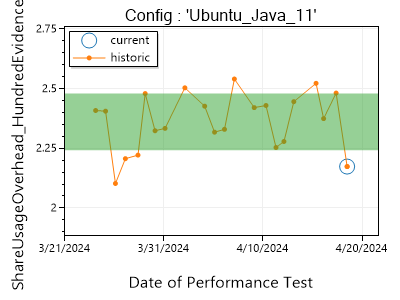 Config : 'Ubuntu_Java_11'
ShareUsageOverhead_HundredEvidence
current
historic
2.75
2.5
2.25
2
3/21/2024
3/31/2024
4/10/2024
4/20/2024
Date of Performance Test